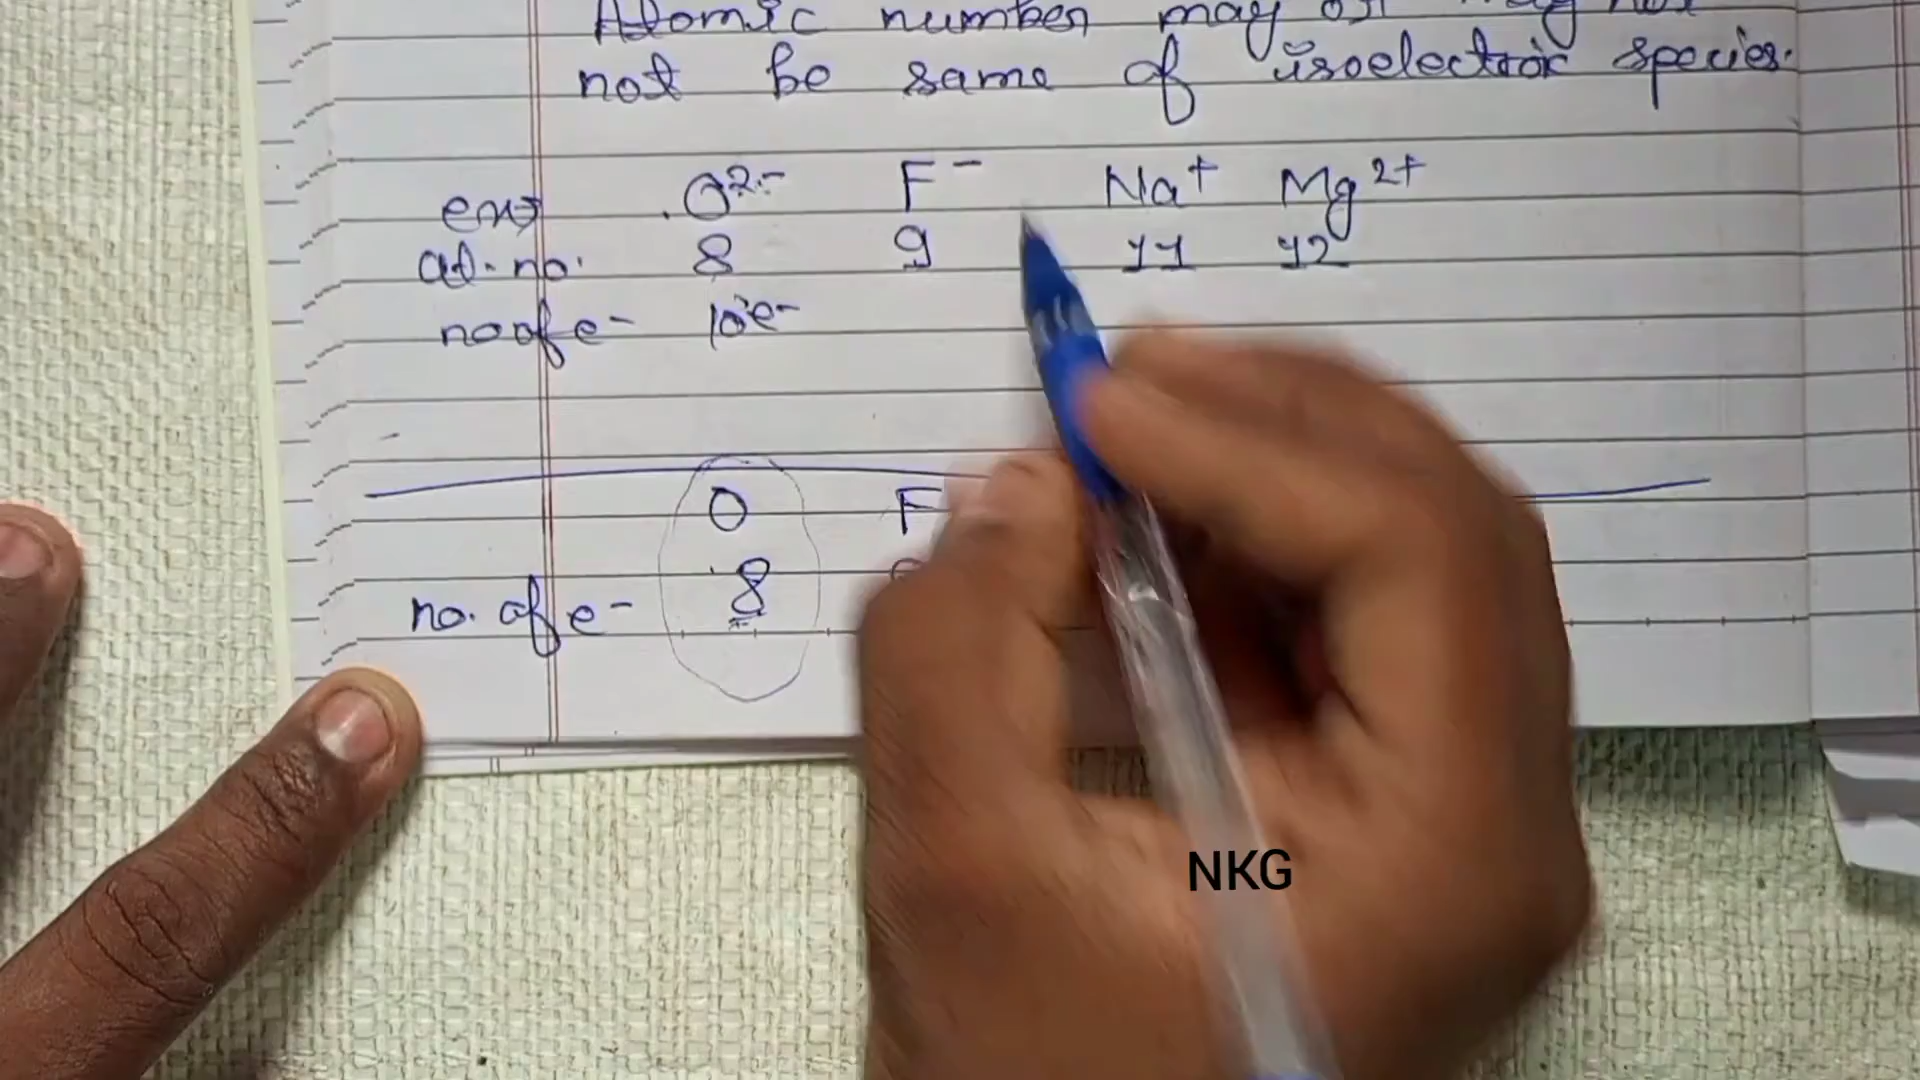 Atomic number may or may not
not be same of isoelectric species.
ex⇒ O²⁻ F⁻ Na⁺ Mg²⁺
at. no. 8 9 11 12
no of e- 10e-
O F
no. of e- 8
NKG